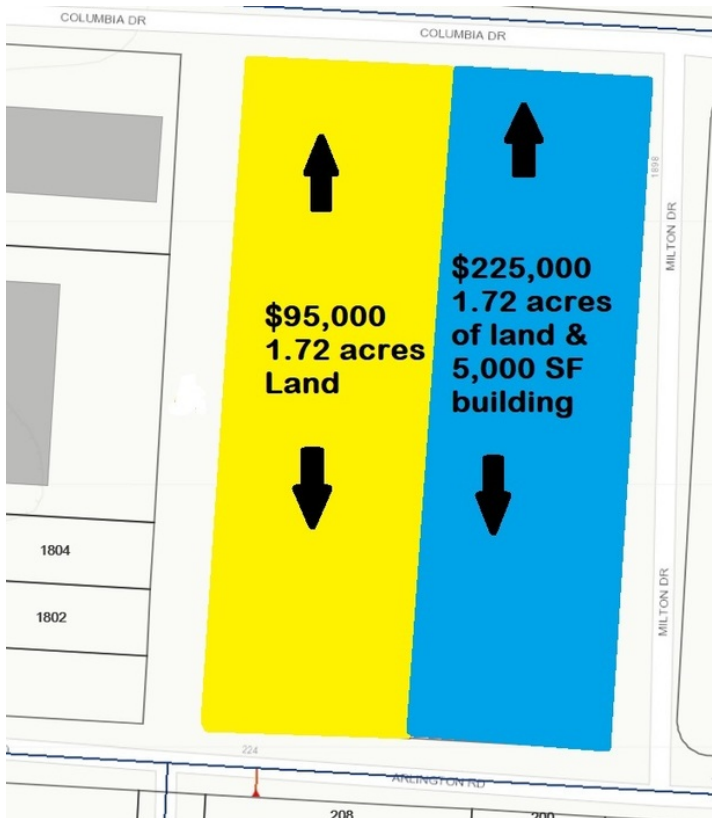 COLUMBIA DR
COLUMBIA DR
1898
MILTON DR
$95,000
1.72 acres
Land
$225,000
1.72 acres
of land &
5,000 SF
building
1804
1802
MILTON DR
224
ARLINGTON RD
208
200